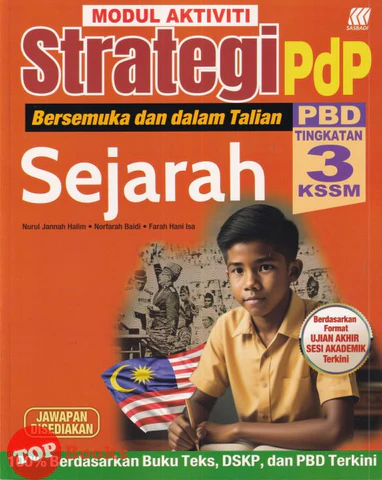 MODUL AKTIVITI
SASBADI
Strategi PdP
Bersemuka dan dalam Talian
PBD
TINGKATAN
3
KSSM
Sejarah
Nurul Jannah Halim • Norfarah Baidi • Farah Hani Isa
Berdasarkan
Format
UJIAN AKHIR
SESI AKADEMIK
Terkini
JAWAPAN
DISEDIAKAN
TOP
100% Berdasarkan Buku Teks, DSKP, dan PBD Terkini